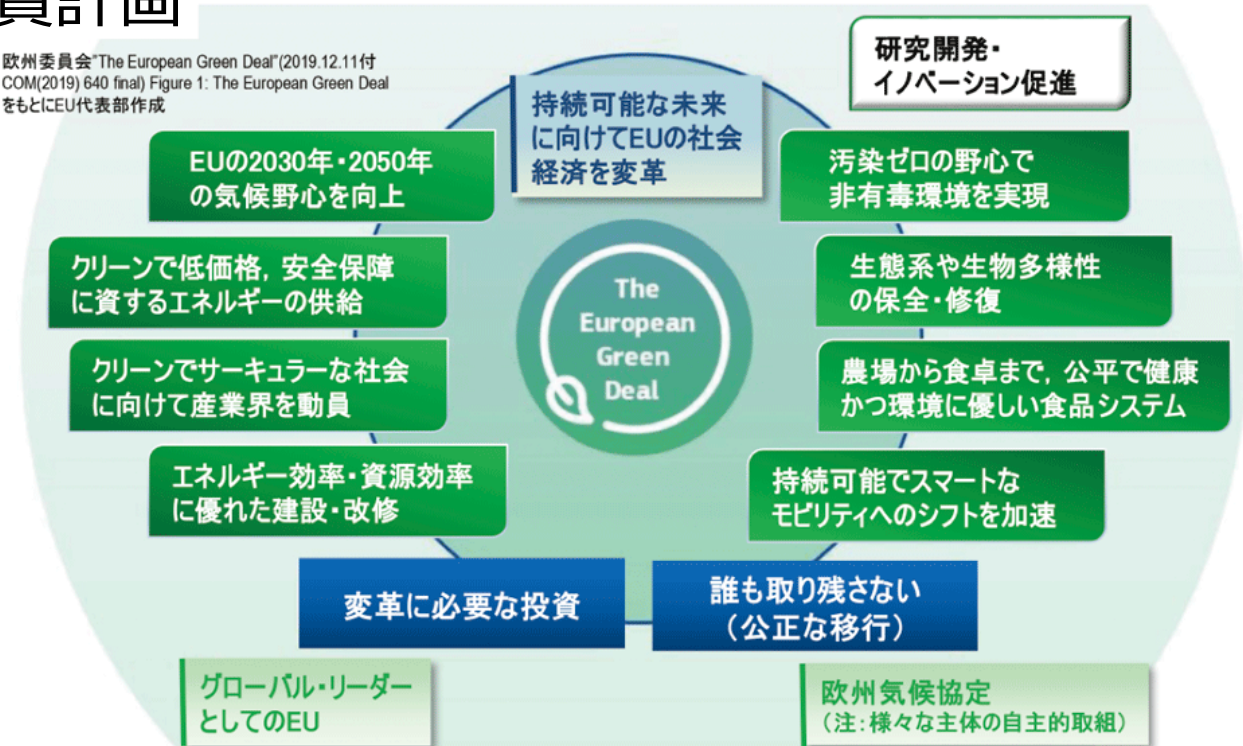 資計画
欧州委員会"The European Green Deal"(2019.12.11付
COM(2019) 640 final) Figure 1: The European Green Deal
をもとにEU代表部作成
持続可能な未来
に向けてEUの社会
経済を変革
研究開発・
イノベーション促進
EUの2030年・2050年
の気候野心を向上
クリーンで低価格，安全保障
に資するエネルギーの供給
クリーンでサーキュラーな社会
に向けて産業界を動員
エネルギー効率・資源効率
に優れた建設・改修
The
European
Green
Deal
汚染ゼロの野心で
非有毒環境を実現
生態系や生物多様性
の保全・修復
農場から食卓まで，公平で健康
かつ環境に優しい食品システム
持続可能でスマートな
モビリティへのシフトを加速
変革に必要な投資
誰も取り残さない
（公正な移行）
グローバル・リーダー
としてのEU
欧州気候協定
（注：様々な主体の自主的取組）